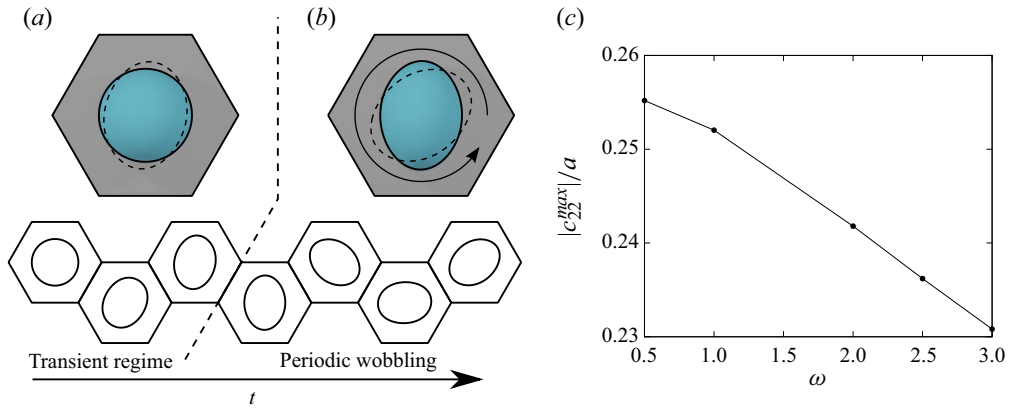 (a)
(b)
Transient regime
Periodic wobbling
t
(c)
0.26
0.25
0.24
0.23
|c_{22}^{max}|/a
0.5
1.0
1.5
2.0
2.5
3.0
ω